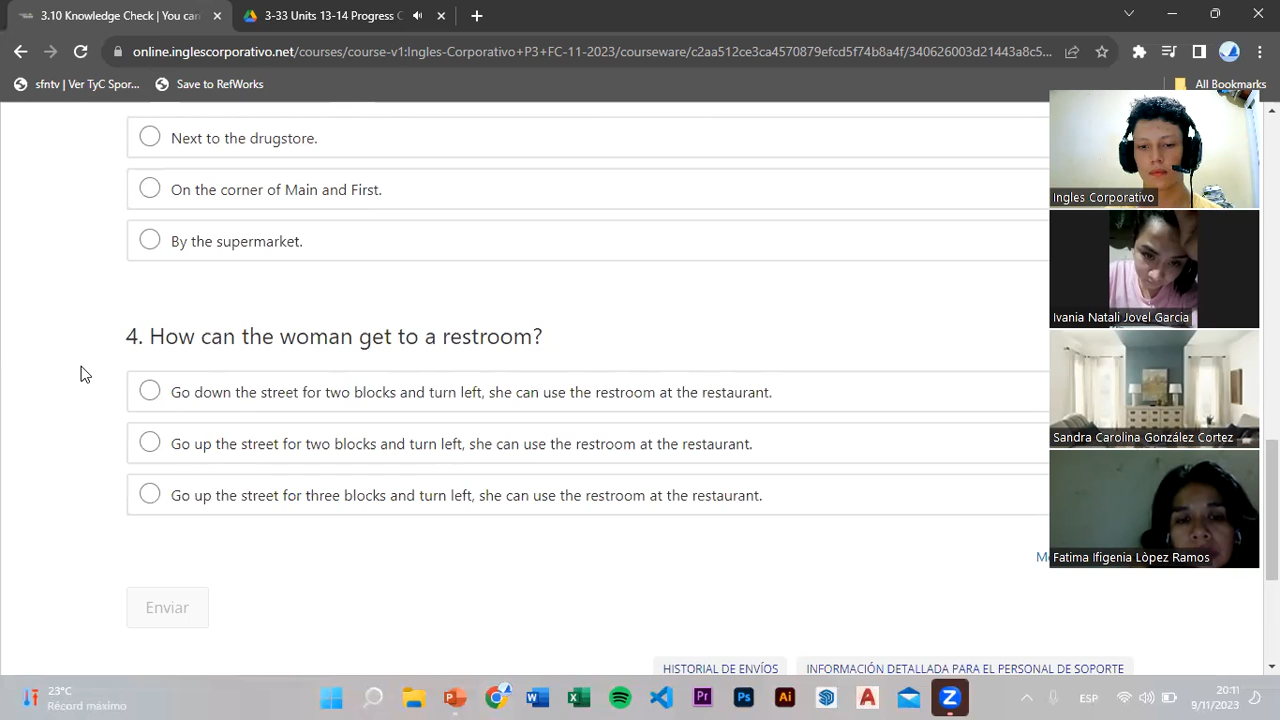 3.10 Knowledge Check | You can
3-33 Units 13-14 Progress C
online.inglescorporativo.net/courses/course-v1:Ingles-Corporativo+P3+FC-11-2023/courseware/c2aa512ce3ca4570879efcd5f74b8a4f/340626003d21443a8c5...
sfntv | Ver TyC Spor...
Save to RefWorks
All Bookmarks
Next to the drugstore.
On the corner of Main and First.
By the supermarket.
4. How can the woman get to a restroom?
Go down the street for two blocks and turn left, she can use the restroom at the restaurant.
Go up the street for two blocks and turn left, she can use the restroom at the restaurant.
Go up the street for three blocks and turn left, she can use the restroom at the restaurant.
Enviar
HISTORIAL DE ENVÍOS
INFORMACIÓN DETALLADA PARA EL PERSONAL DE SOPORTE
Ingles Corporativo
Ivania Natali Jovel Garcia
Sandra Carolina González Cortez
Fatima Ifigenia Lòpez Ramos
23°C
Récord máximo
W
X
Pr
Ps
Ai
A
Z
ESP
20:11
9/11/2023